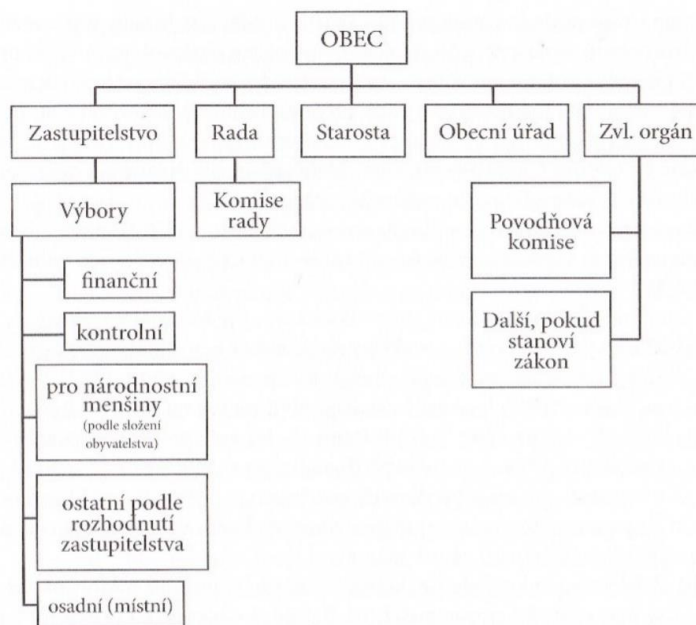 OBEC
Zastupitelstvo
Rada
Starosta
Obecní úřad
Zvl. orgán
Výbory
Komise
rady
Povodňová
komise
finanční
kontrolní
Další, pokud
stanoví
zákon
pro národnostní
menšiny
(podle složení
obyvatelstva)
ostatní podle
rozhodnutí
zastupitelstva
osadní (místní)